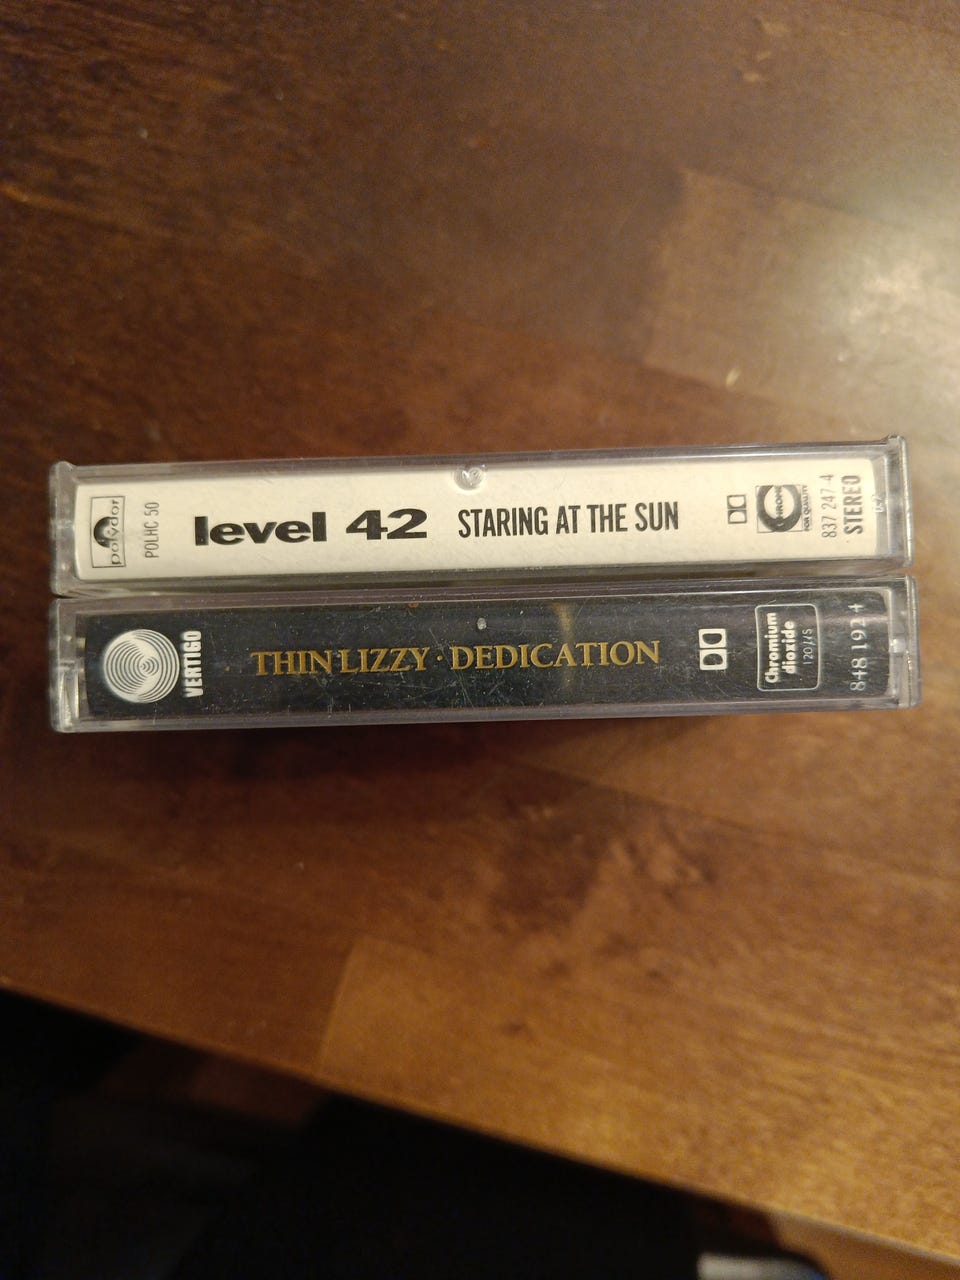 polydor
POLHC 50
level 42 STARING AT THE SUN
CHROME
FOR QUALITY
837 247-4
STEREO
VERTIGO
THIN LIZZY · DEDICATION
Chromium
dioxide
120 µS
848 192 4